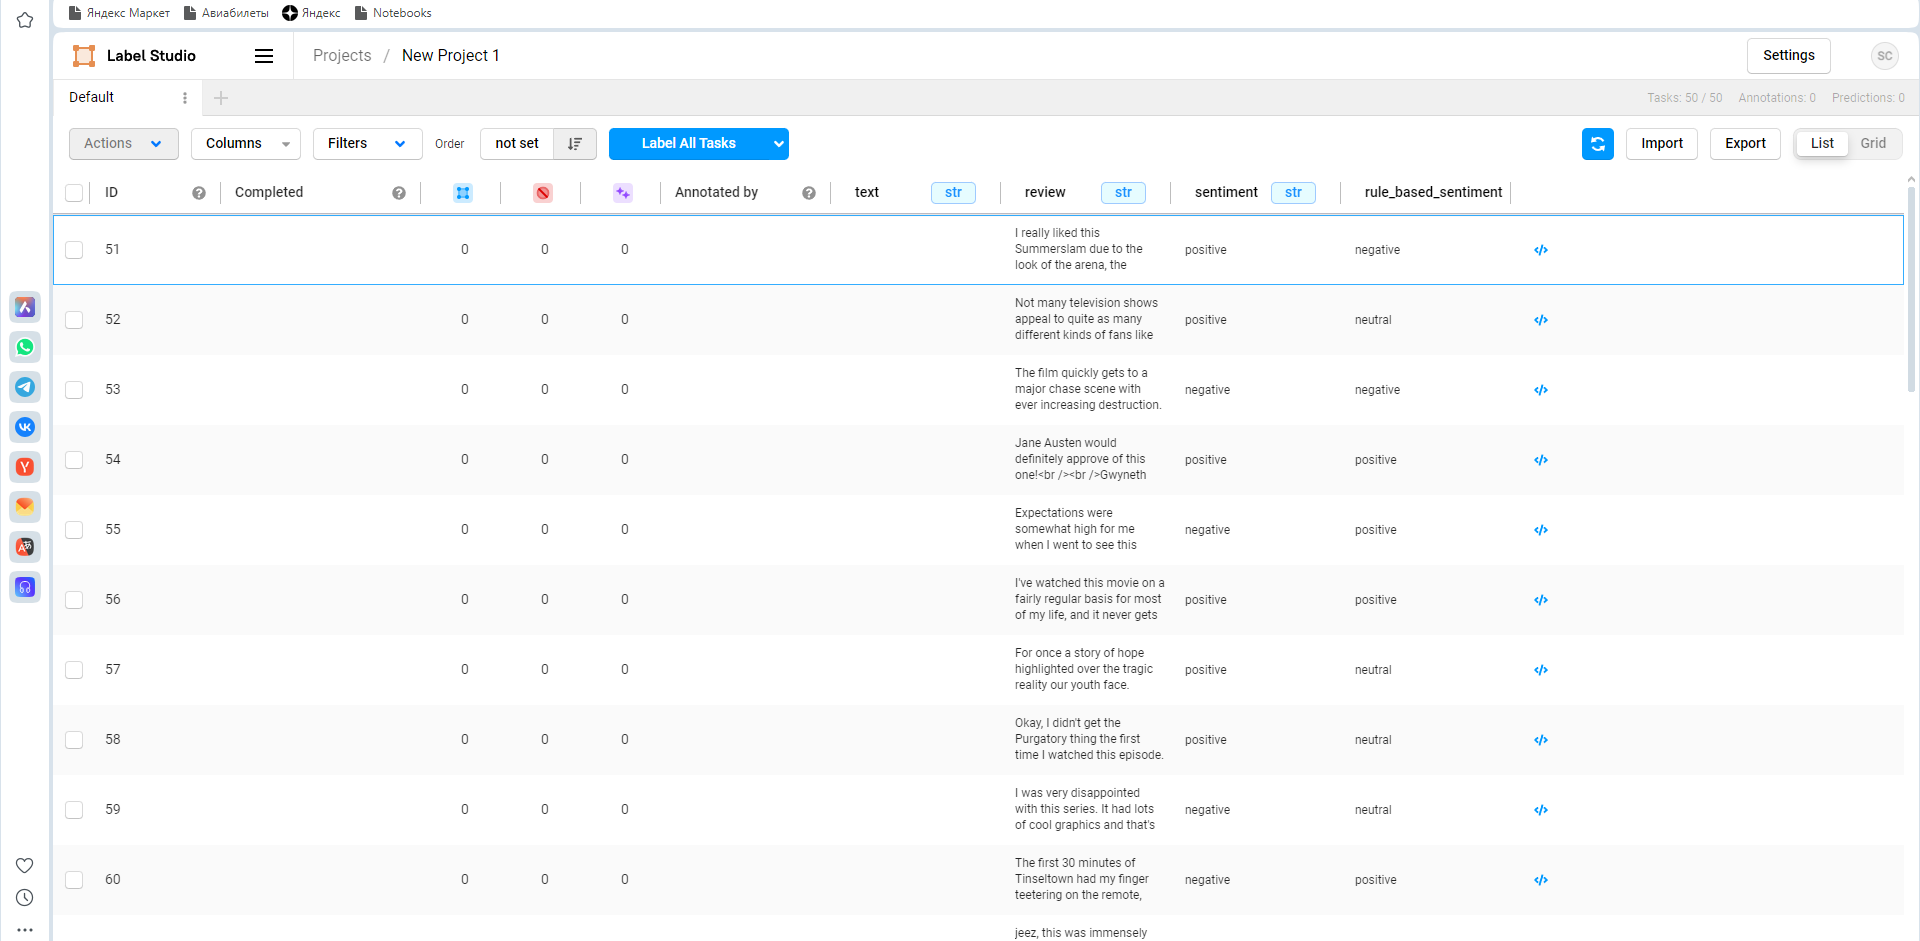 Яндекс Маркет Авиабилеты Яндекс Notebooks
Label Studio Projects / New Project 1 Settings SC
Default Tasks: 50 / 50 Annotations: 0 Predictions: 0
Actions Columns Filters Order not set Label All Tasks Import Export List Grid
ID Completed Annotated by text str review str sentiment str rule_based_sentiment
51 0 0 0 I really liked this positive negative
Summerslam due to the
look of the arena, the
52 0 0 0 Not many television shows positive neutral
appeal to quite as many
different kinds of fans like
53 0 0 0 The film quickly gets to a negative negative
major chase scene with
ever increasing destruction.
54 0 0 0 Jane Austen would positive positive
definitely approve of this
one!<br /><br />Gwyneth
55 0 0 0 Expectations were negative positive
somewhat high for me
when I went to see this
56 0 0 0 I've watched this movie on a positive positive
fairly regular basis for most
of my life, and it never gets
57 0 0 0 For once a story of hope positive neutral
highlighted over the tragic
reality our youth face.
58 0 0 0 Okay, I didn't get the positive neutral
Purgatory thing the first
time I watched this episode.
59 0 0 0 I was very disappointed negative neutral
with this series. It had lots
of cool graphics and that's
60 0 0 0 The first 30 minutes of negative positive
Tinseltown had my finger
teetering on the remote,
jeez, this was immensely